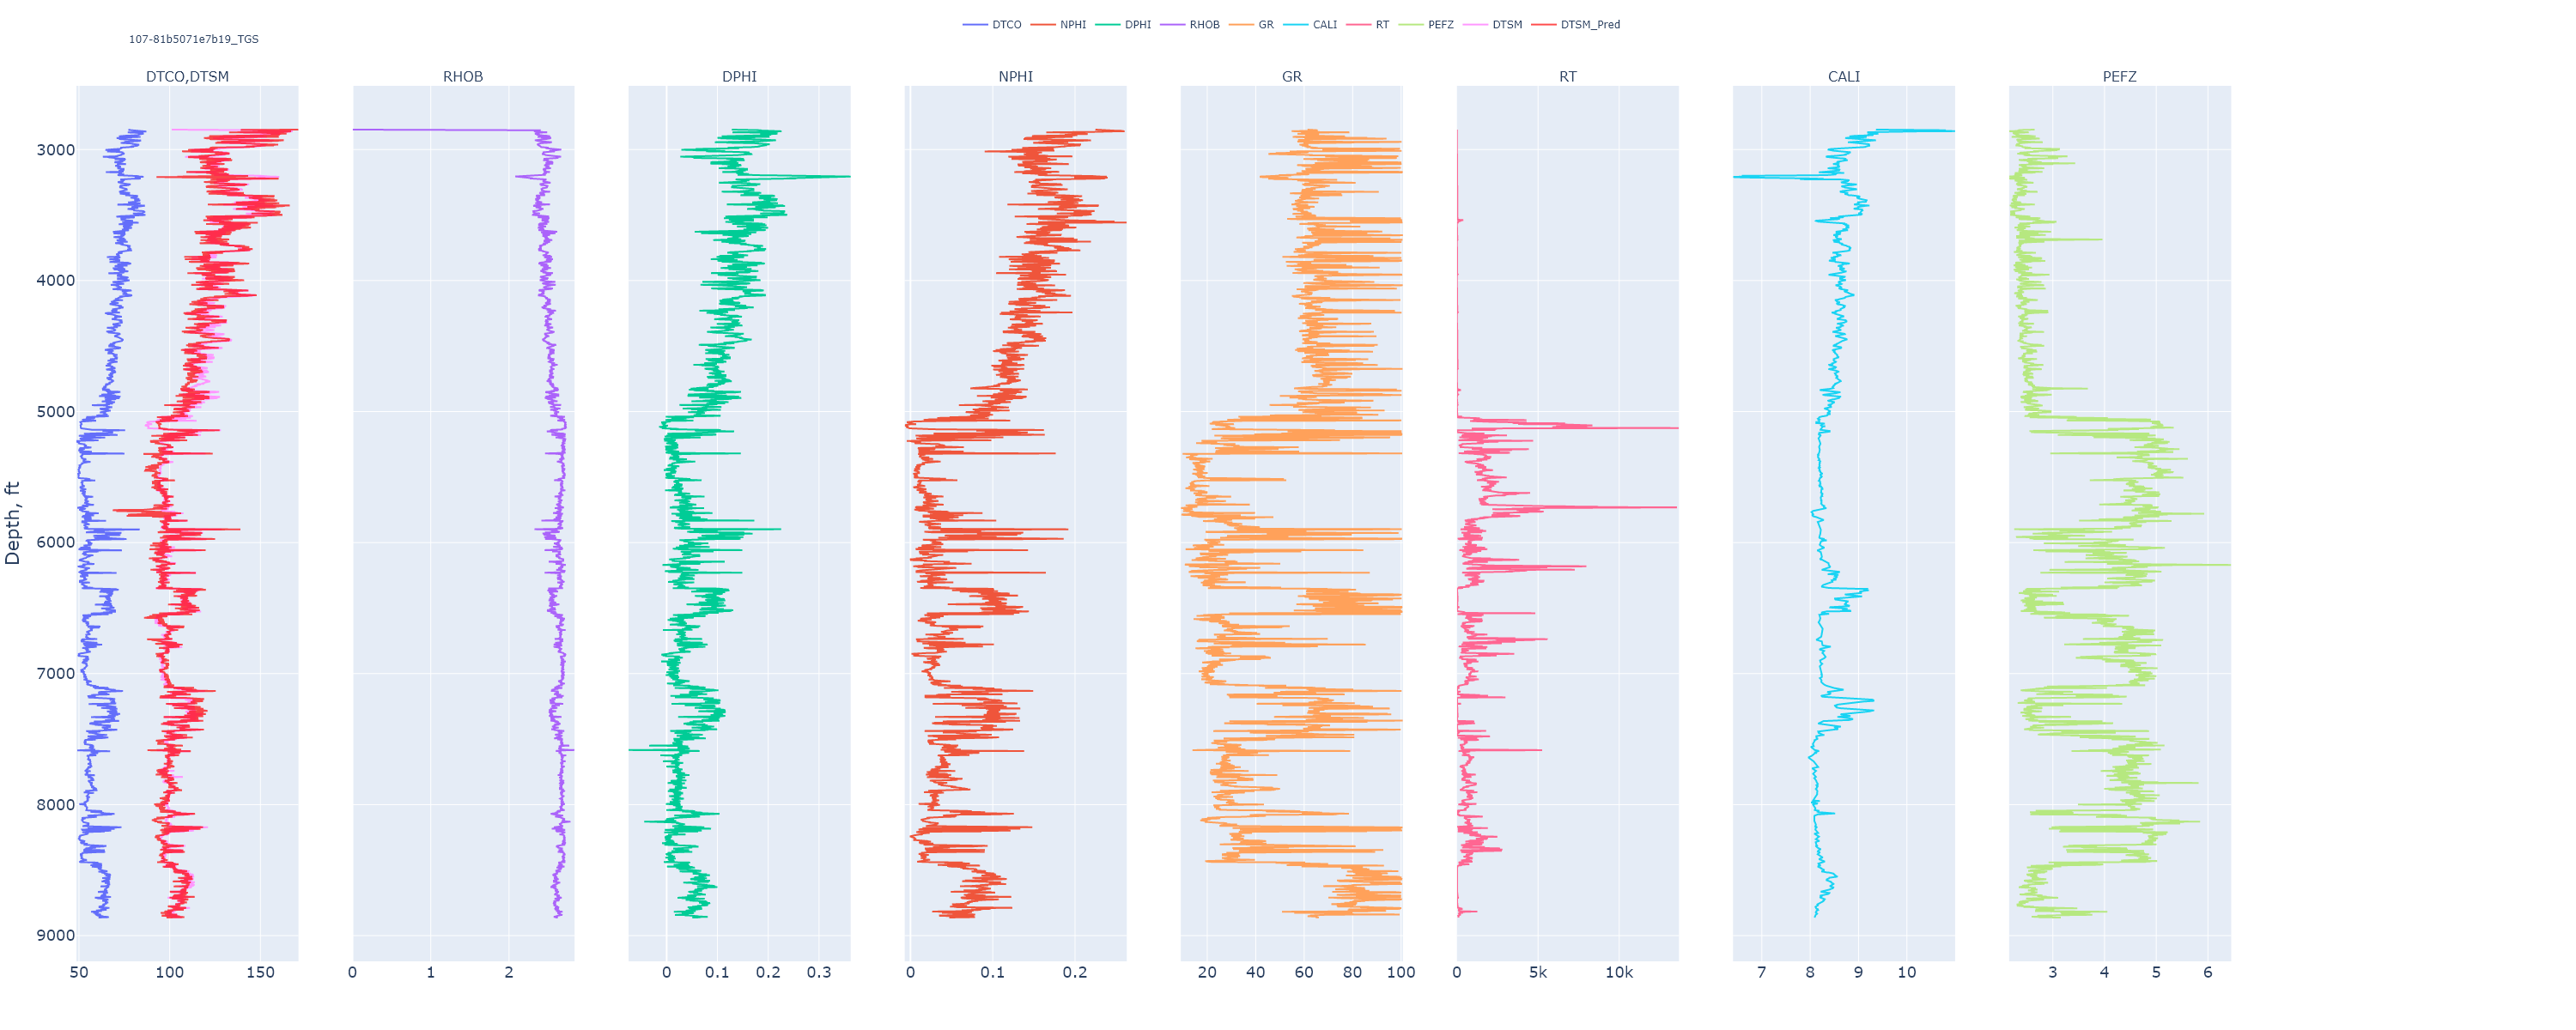 DTCO NPHI DPHI RHOB GR CALI RT PEFZ DTSM DTSM_Pred
107-81b5071e7b19_TGS
DTCO,DTSM RHOB DPHI NPHI GR RT CALI PEFZ
Depth, ft
3000
4000
5000
6000
7000
8000
9000
50 100 150 0 1 2 0 0.1 0.2 0.3 0 0.1 0.2 20 40 60 80 100 0 5k 10k 7 8 9 10 3 4 5 6